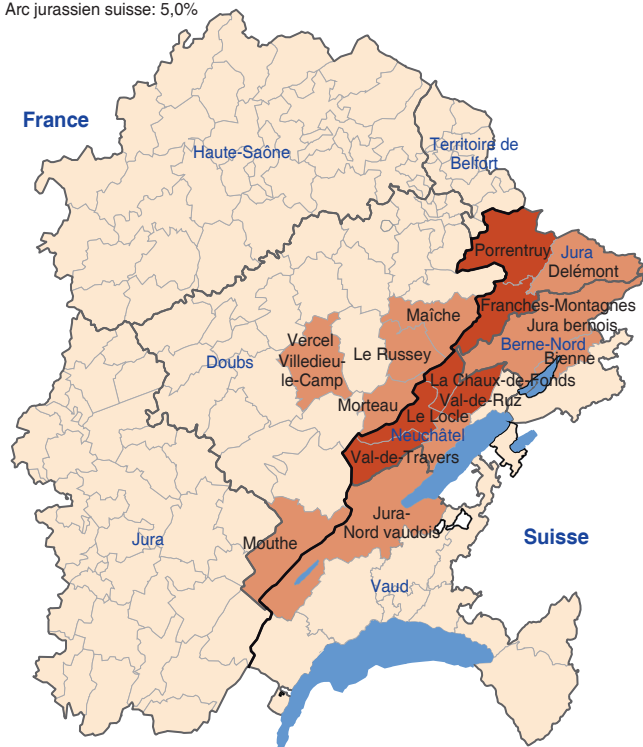 Arc jurassien suisse: 5,0%
France
Haute-Saône
Territoire de
Belfort
Porrentruy
Jura
Delémont
Franches-Montagnes
Maîche
Jura bernois
Vercel
Villedieu-
le-Camp
Berne-Nord
Doubs
Le Russey
Bienne
La Chaux-de-Fonds
Val-de-Ruz
Morteau
Le Locle
Neuchâtel
Val-de-Travers
Jura-
Nord vaudois
Jura
Mouthe
Suisse
Vaud